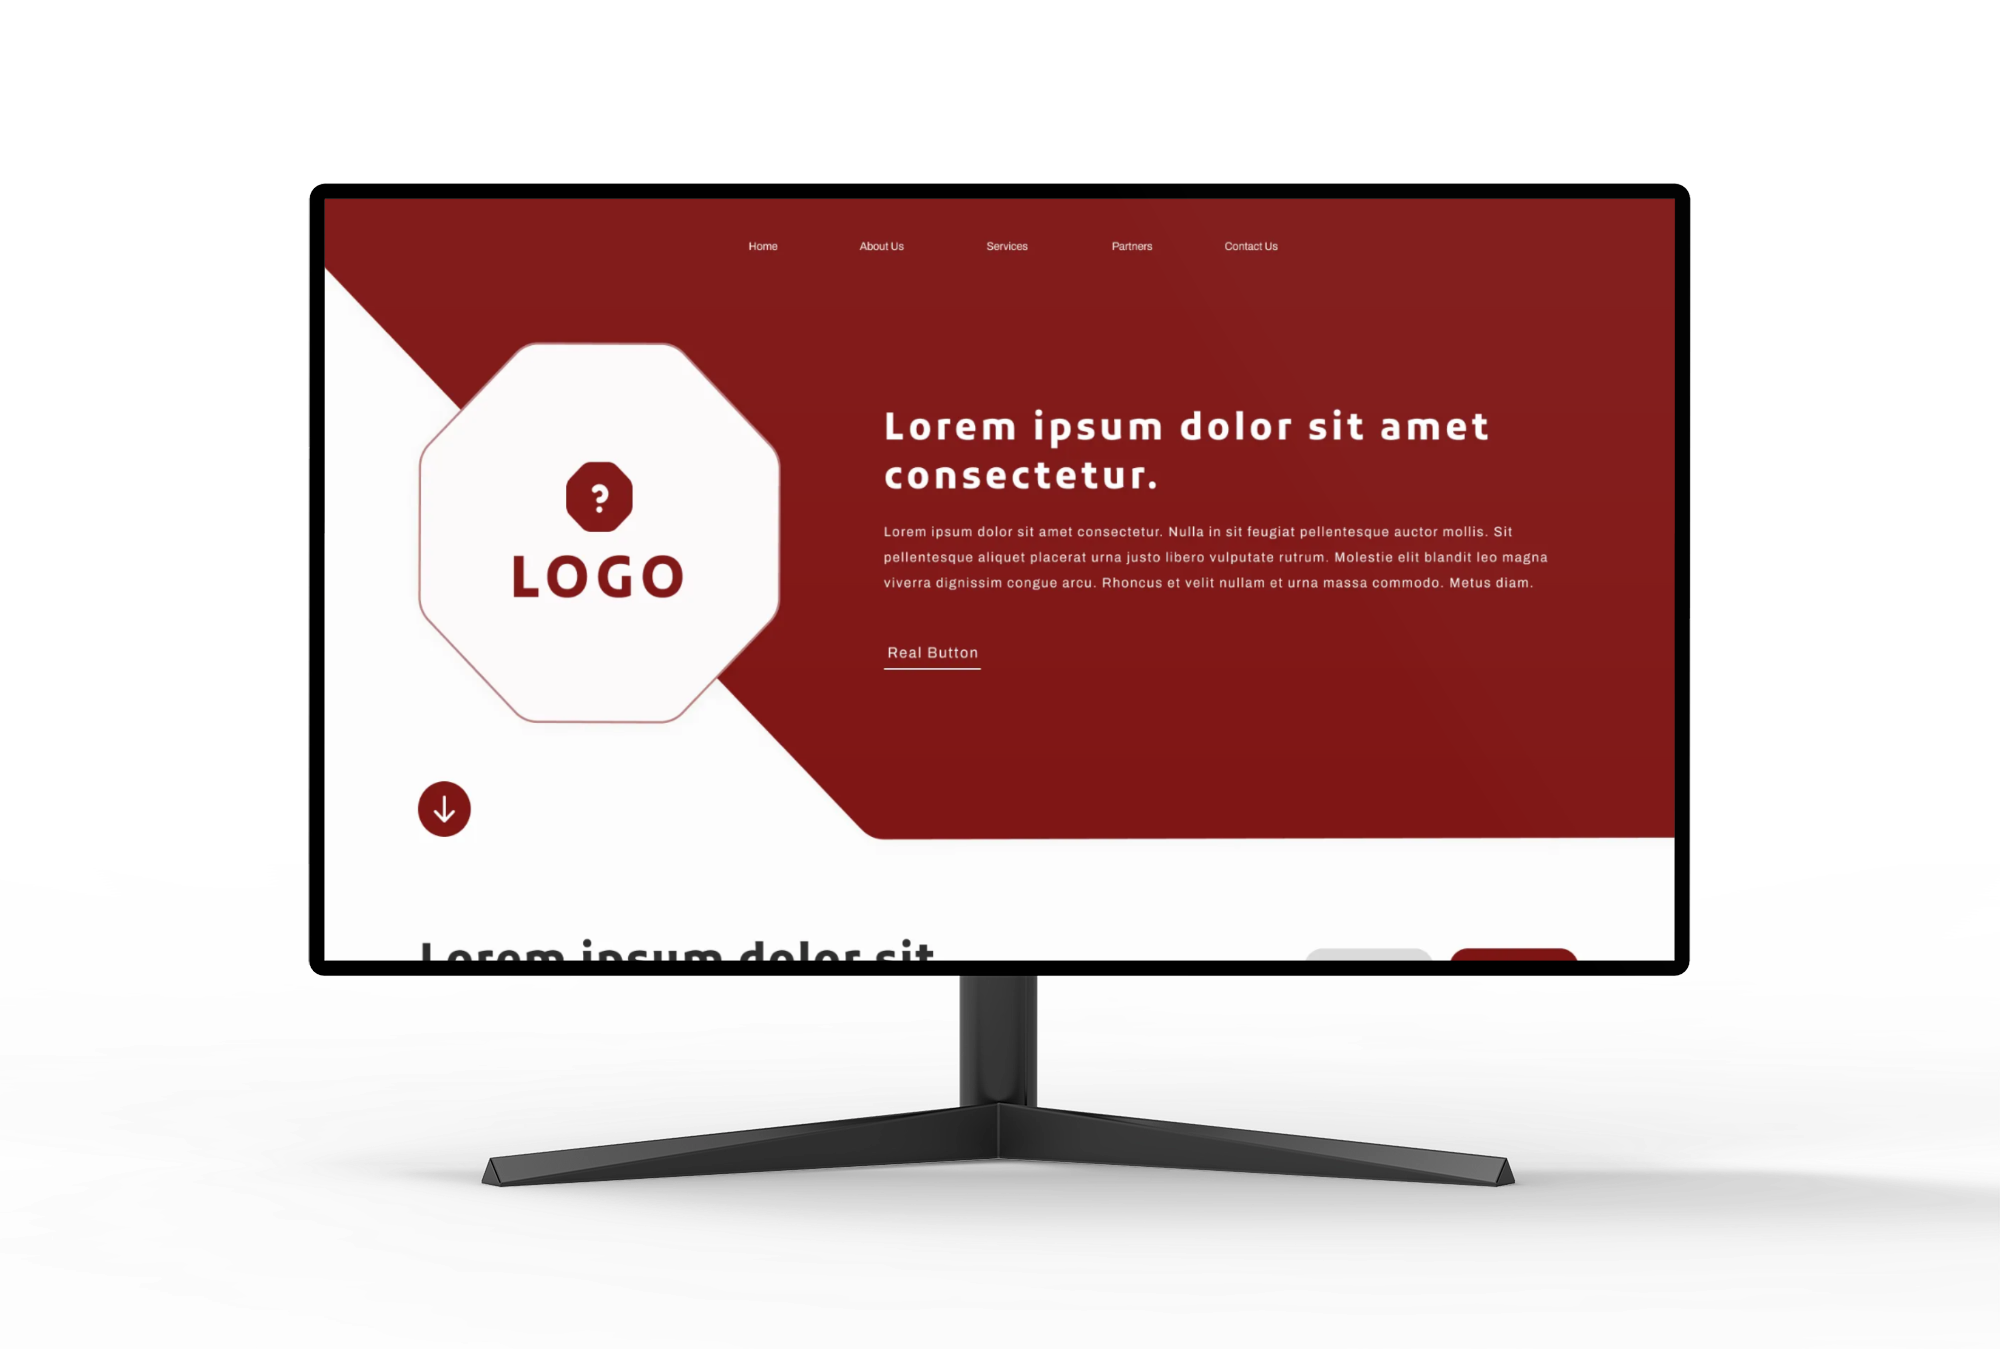 Home About Us Services Partners Contact Us
Lorem ipsum dolor sit amet
consectetur.
?
LOGO
Lorem ipsum dolor sit amet consectetur. Nulla in sit feugiat pellentesque auctor mollis. Sit
pellentesque aliquet placerat urna justo libero vulputate rutrum. Molestie elit blandit leo magna
viverra dignissim congue arcu. Rhoncus et velit nullam et urna massa commodo. Metus diam.
Real Button
Lorem ipsum dolor sit